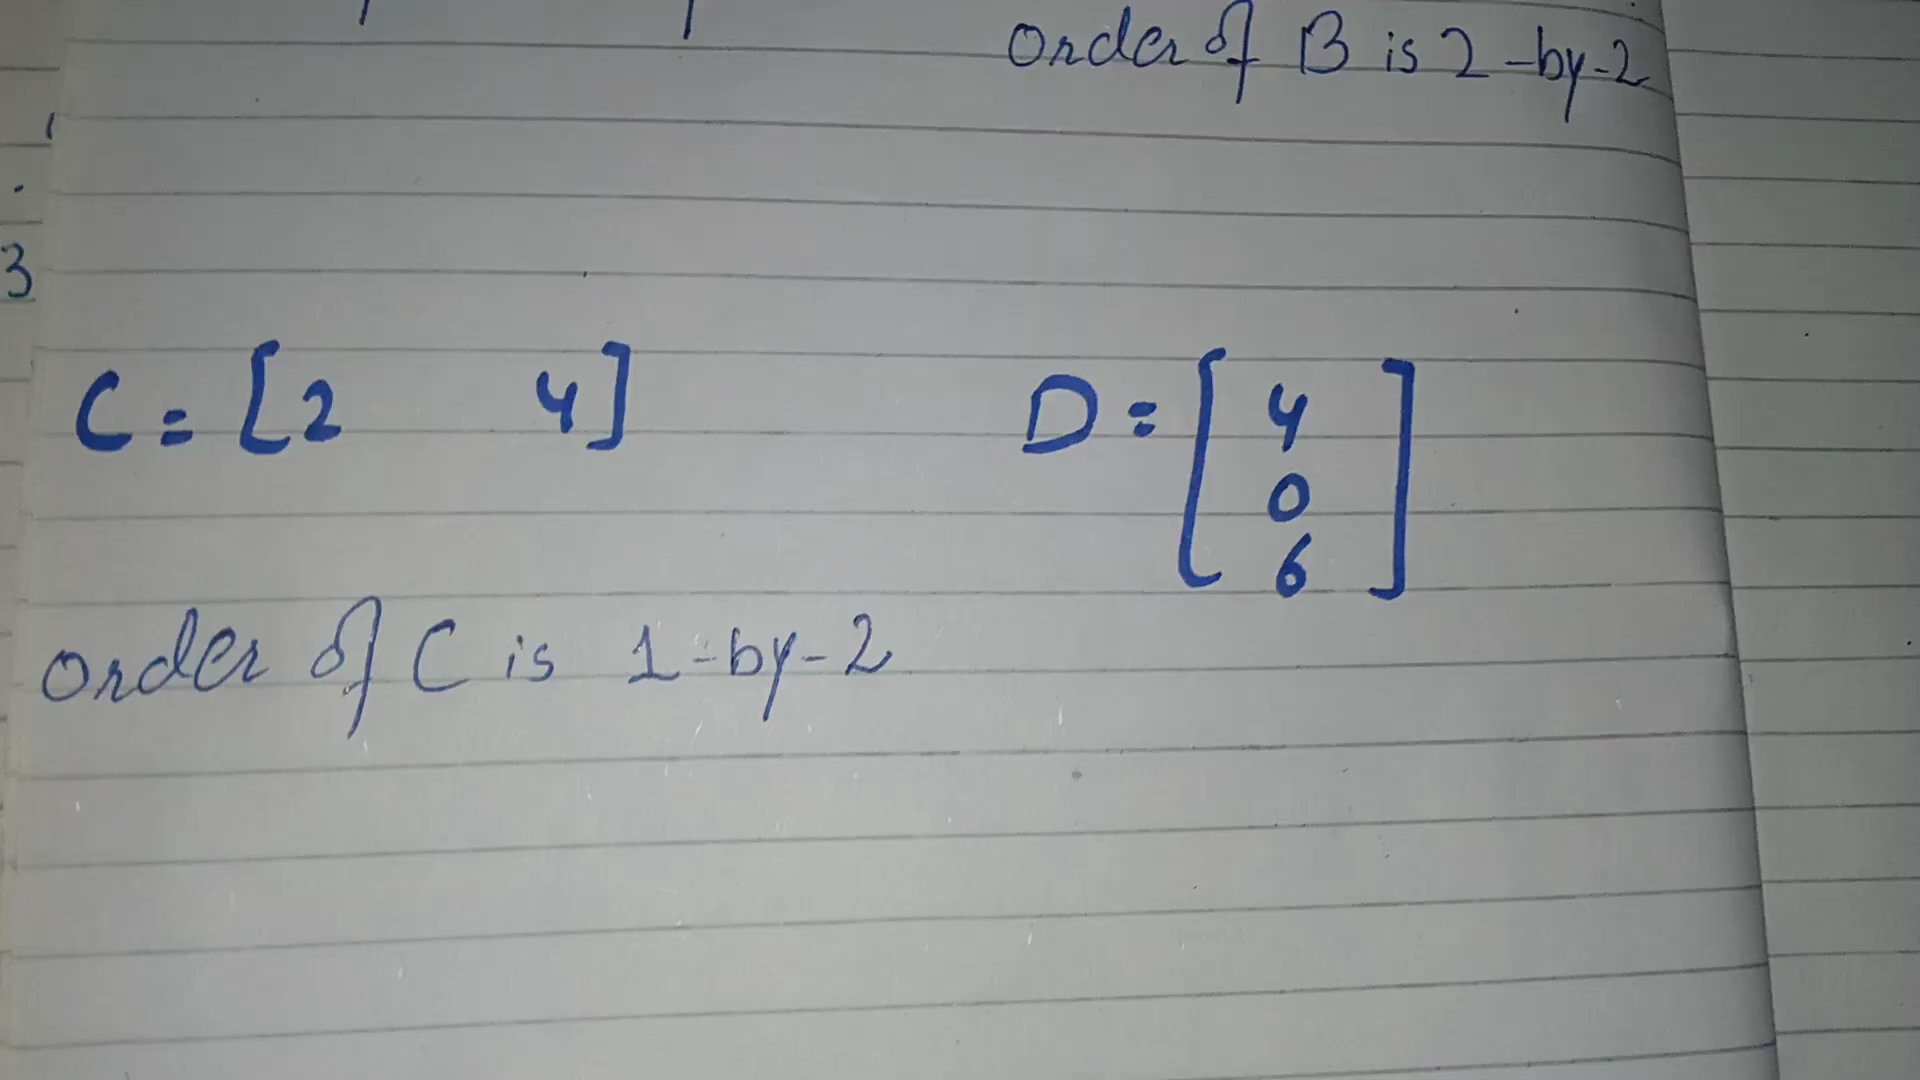 Order of B is 2-by-2
3
C = [2 4]
D = [4
0
6]
Order of C is 1-by-2